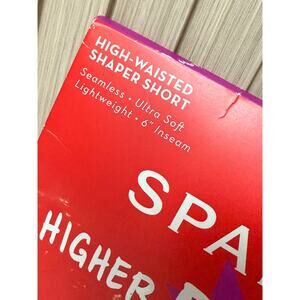 HIGH-WAISTED
SHAPER SHORT
Seamless • Ultra Soft
Lightweight • 6" Inseam
SPA
HIGHER